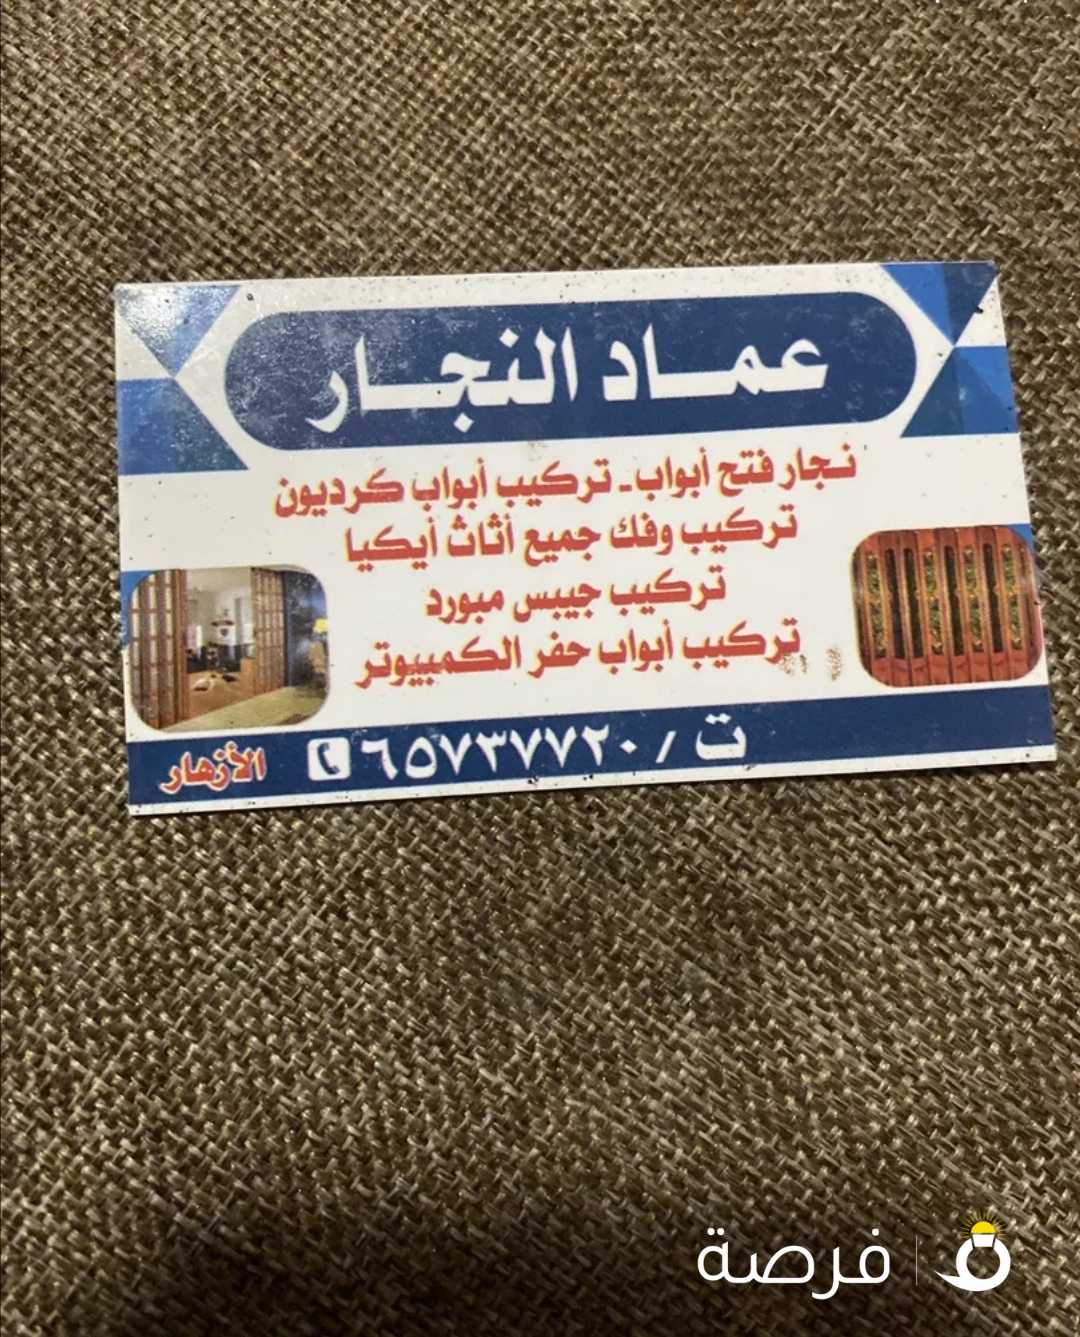 عماد النجار
نجار فتح أبواب - تركيب أبواب كرديون
تركيب وفك جميع أثاث أيكيا
تركيب جيبس مبورد
تركيب أبواب حفر الكمبيوتر
ت / ٦٥٧٣٧٧٢٠
الأزهار
فرصة